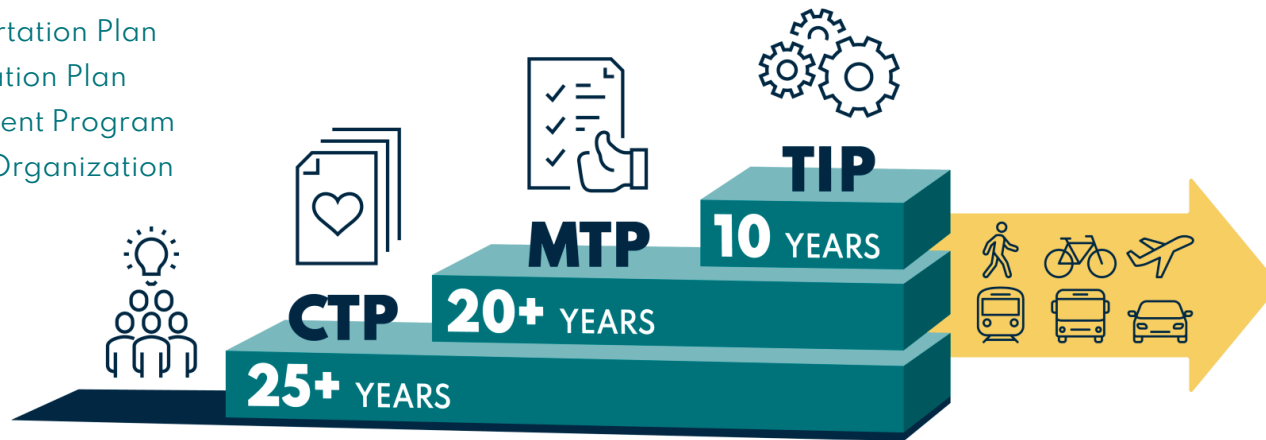 rtation Plan
ation Plan
ent Program
Organization
TIP
10 YEARS
MTP
20+ YEARS
CTP
25+ YEARS